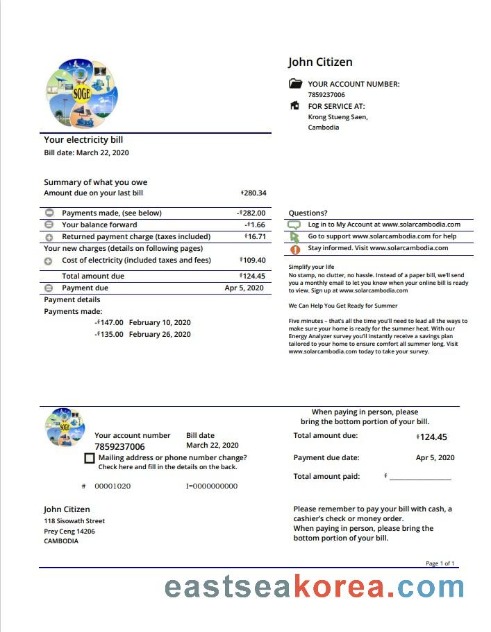 John Citizen
YOUR ACCOUNT NUMBER:
7859237006
FOR SERVICE AT:
Krong Stueng Saen,
Cambodia
SOGE
Your electricity bill
Bill date: March 22, 2020
Summary of what you owe
Amount due on your last bill ៛280.34
Payments made, (see below) -៛282.00
Your balance forward -៛1.66
Returned payment charge (taxes included) ៛16.71
Your new charges (details on following pages)
Cost of electricity (included taxes and fees) ៛109.40
Total amount due ៛124.45
Payment due Apr 5, 2020
Payment details
Payments made:
-៛147.00 February 10, 2020
-៛135.00 February 26, 2020
Questions?
Log in to My Account at www.solarcambodia.com
Go to support www.solarcambodia.com for help
Stay informed. Visit www.solarcambodia.com
Simplify your life
No stamp, no clutter, no hassle. Instead of a paper bill, we'll send
you a monthly email to let you know when your online bill is ready
to view. Sign up at www.solarcambodia.com
We Can Help You Get Ready for Summer
Five minutes – that's all the time you'll need to lead all the ways to
make sure your home is ready for the summer heat. With our
Energy Analyzer survey you'll instantly receive a savings plan
tailored to your home to ensure comfort all summer long. Visit
www.solarcambodia.com today to take your survey.
Your account number Bill date
7859237006 March 22, 2020
Mailing address or phone number change?
Check here and fill in the details on the back.
# 00001020 1=0000000000
When paying in person, please
bring the bottom portion of your bill.
Total amount due: ៛124.45
Payment due date: Apr 5, 2020
Total amount paid: ៛
John Citizen
118 Sisowath Street
Prey Ceng 14206
CAMBODIA
Please remember to pay your bill with cash, a
cashier's check or money order.
When paying in person, please bring the
bottom portion of your bill.
Page 1 of 1
eastseakorea.com